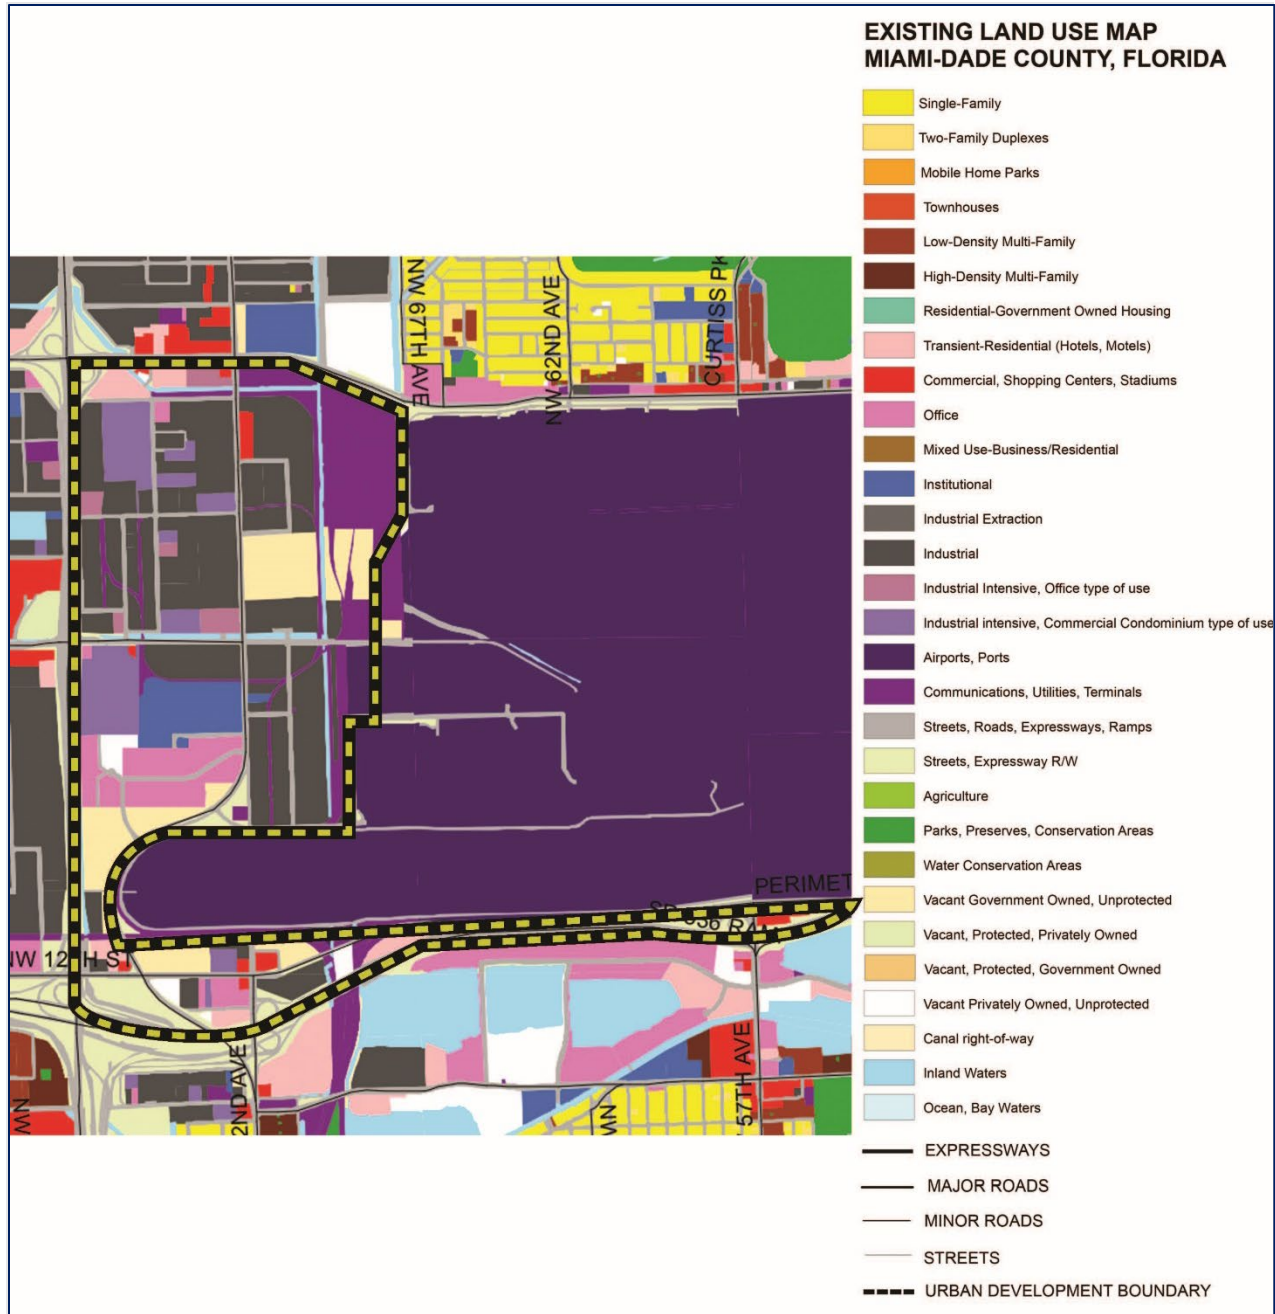 EXISTING LAND USE MAP
MIAMI-DADE COUNTY, FLORIDA
Single-Family
Two-Family Duplexes
Mobile Home Parks
Townhouses
Low-Density Multi-Family
High-Density Multi-Family
Residential-Government Owned Housing
Transient-Residential (Hotels, Motels)
Commercial, Shopping Centers, Stadiums
Office
Mixed Use-Business/Residential
Institutional
Industrial Extraction
Industrial
Industrial Intensive, Office type of use
Industrial intensive, Commercial Condominium type of use
Airports, Ports
Communications, Utilities, Terminals
Streets, Roads, Expressways, Ramps
Streets, Expressway R/W
Agriculture
Parks, Preserves, Conservation Areas
Water Conservation Areas
Vacant Government Owned, Unprotected
Vacant, Protected, Privately Owned
Vacant, Protected, Government Owned
Vacant Privately Owned, Unprotected
Canal right-of-way
Inland Waters
Ocean, Bay Waters
EXPRESSWAYS
MAJOR ROADS
MINOR ROADS
STREETS
URBAN DEVELOPMENT BOUNDARY
NW 67TH AVE
NW 62ND AVE
CURTISS PK
PERIMET
NW 12TH ST
2ND AVE
57TH AVE
NW
NW